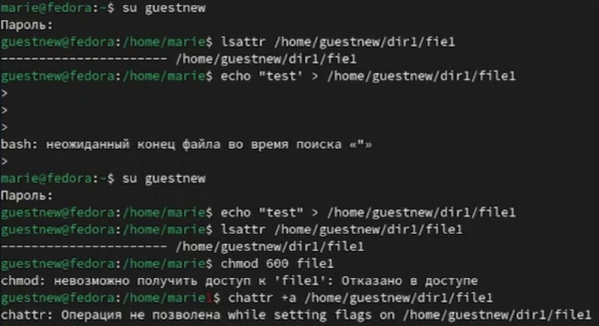 marie@fedora:~$ su guestnew
Пароль:
guestnew@fedora:/home/marie$ lsattr /home/guestnew/dir1/fie1
---------------------- /home/guestnew/dir1/fie1
guestnew@fedora:/home/marie$ echo "test' > /home/guestnew/dir1/file1
>
>
>
bash: неожиданный конец файла во время поиска «"»
>
marie@fedora:~$ su guestnew
Пароль:
guestnew@fedora:/home/marie$ echo "test" > /home/guestnew/dir1/file1
guestnew@fedora:/home/marie$ lsattr /home/guestnew/dir1/file1
---------------------- /home/guestnew/dir1/file1
guestnew@fedora:/home/marie$ chmod 600 file1
chmod: невозможно получить доступ к 'file1': Отказано в доступе
guestnew@fedora:/home/marie1$ chattr +a /home/guestnew/dir1/file1
chattr: Операция не позволена while setting flags on /home/guestnew/dir1/file1